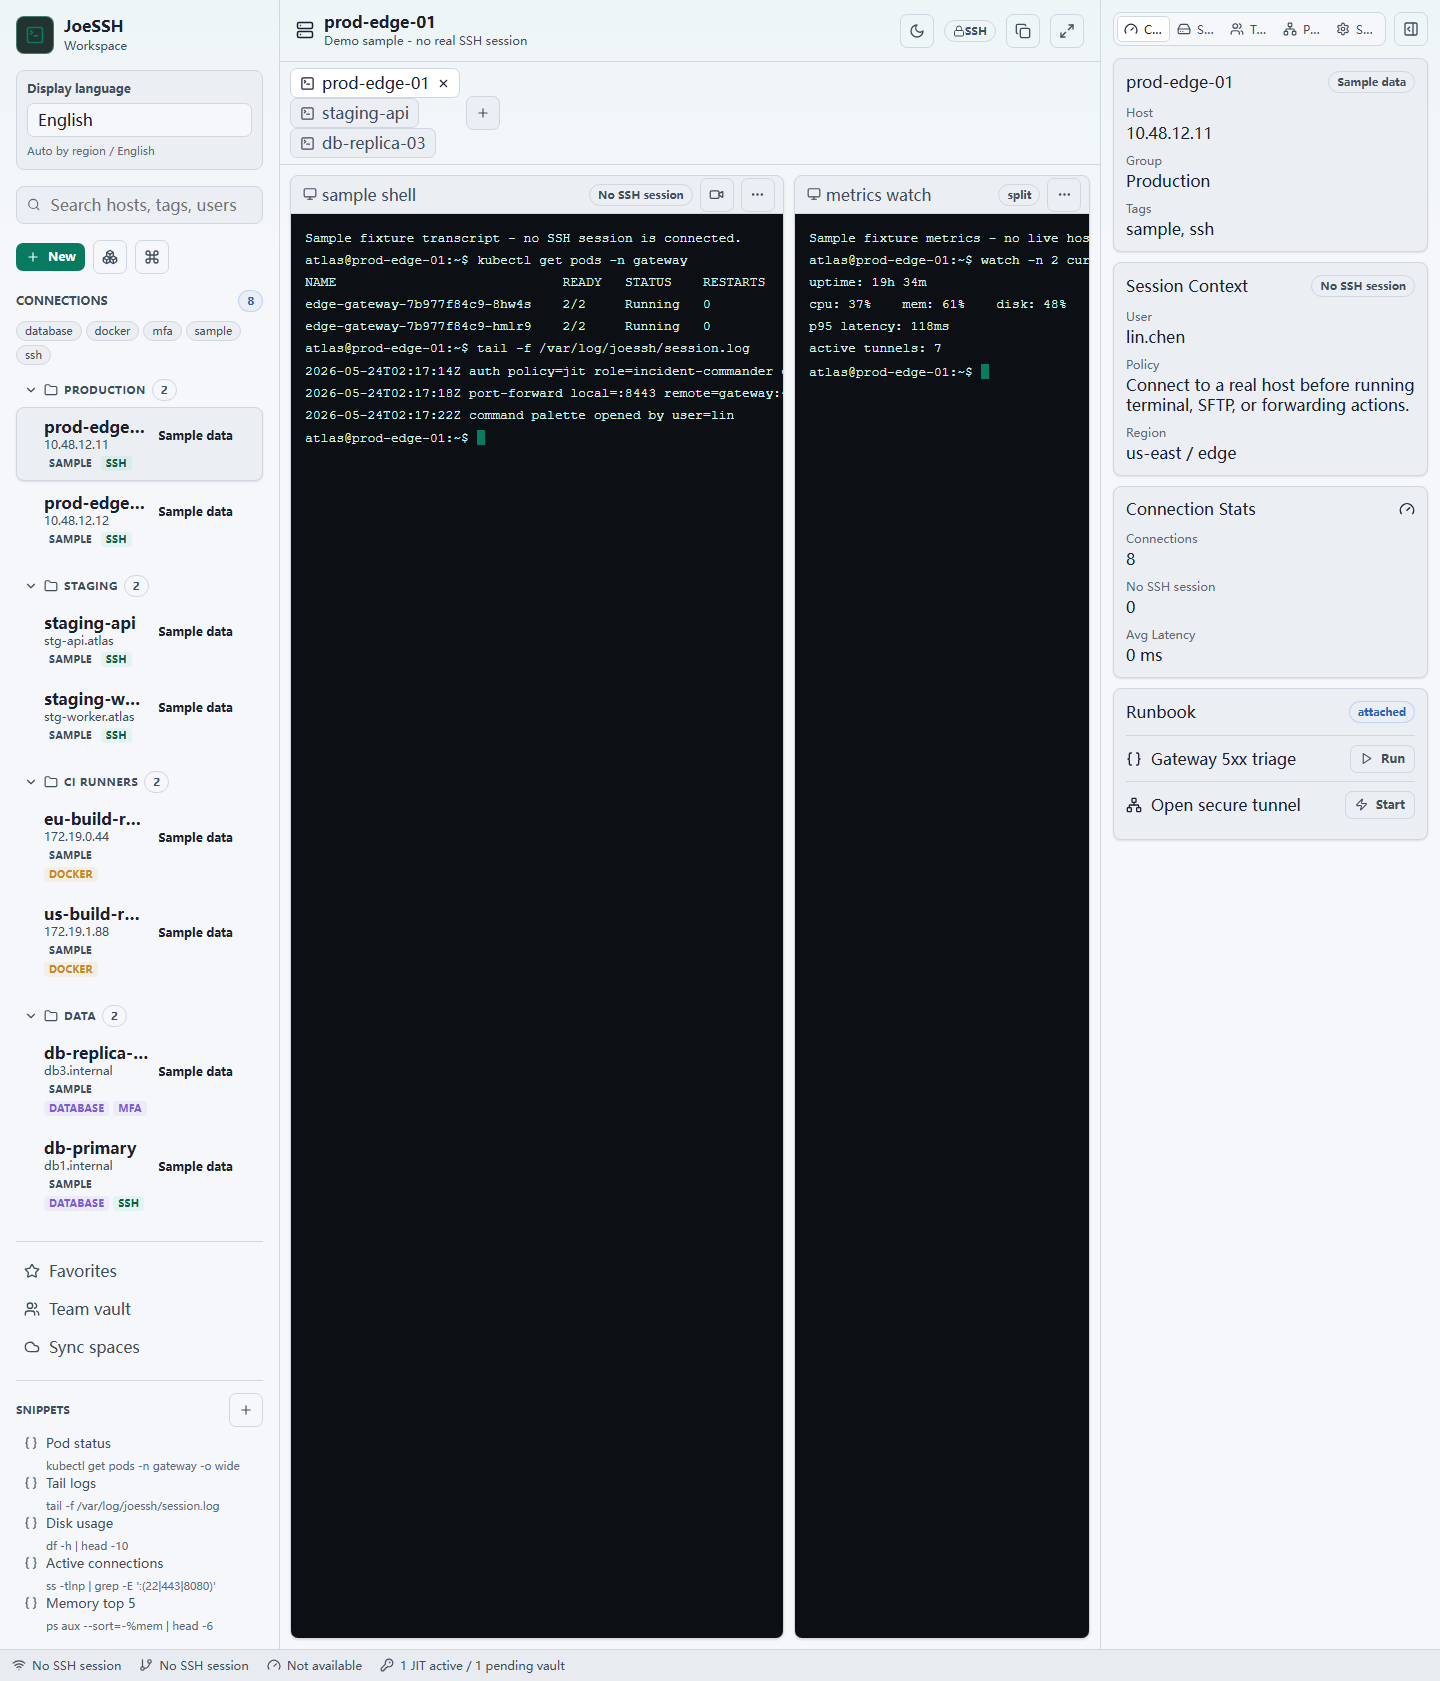 JoeSSH
Workspace
Display language
English
Auto by region / English
Search hosts, tags, users
New
CONNECTIONS 8
database docker mfa sample
ssh
PRODUCTION 2
prod-edge... Sample data
10.48.12.11
SAMPLE SSH
prod-edge... Sample data
10.48.12.12
SAMPLE SSH
STAGING 2
staging-api Sample data
stg-api.atlas
SAMPLE SSH
staging-w... Sample data
stg-worker.atlas
SAMPLE SSH
CI RUNNERS 2
eu-build-r... Sample data
172.19.0.44
SAMPLE
DOCKER
us-build-r... Sample data
172.19.1.88
SAMPLE
DOCKER
DATA 2
db-replica-... Sample data
db3.internal
SAMPLE
DATABASE MFA
db-primary Sample data
db1.internal
SAMPLE
DATABASE SSH
Favorites
Team vault
Sync spaces
SNIPPETS
Pod status
kubectl get pods -n gateway -o wide
Tail logs
tail -f /var/log/joessh/session.log
Disk usage
df -h | head -10
Active connections
ss -tlnp | grep -E ':(22|443|8080)'
Memory top 5
ps aux --sort=-%mem | head -6
prod-edge-01
Demo sample - no real SSH session
SSH
prod-edge-01
staging-api
db-replica-03
sample shell No SSH session
Sample fixture transcript - no SSH session is connected.
atlas@prod-edge-01:~$ kubectl get pods -n gateway
NAME READY STATUS RESTARTS
edge-gateway-7b977f84c9-8hw4s 2/2 Running 0
edge-gateway-7b977f84c9-hmlr9 2/2 Running 0
atlas@prod-edge-01:~$ tail -f /var/log/joessh/session.log
2026-05-24T02:17:14Z auth policy=jit role=incident-commander
2026-05-24T02:17:18Z port-forward local=:8443 remote=gateway:
2026-05-24T02:17:22Z command palette opened by user=lin
atlas@prod-edge-01:~$
metrics watch split
Sample fixture metrics - no live hos
atlas@prod-edge-01:~$ watch -n 2 cur
uptime: 19h 34m
cpu: 37% mem: 61% disk: 48%
p95 latency: 118ms
active tunnels: 7
atlas@prod-edge-01:~$
C... S... T... P... S...
prod-edge-01 Sample data
Host
10.48.12.11
Group
Production
Tags
sample, ssh
Session Context No SSH session
User
lin.chen
Policy
Connect to a real host before running
terminal, SFTP, or forwarding actions.
Region
us-east / edge
Connection Stats
Connections
8
No SSH session
0
Avg Latency
0 ms
Runbook attached
Gateway 5xx triage Run
Open secure tunnel Start
No SSH session No SSH session Not available 1 JIT active / 1 pending vault